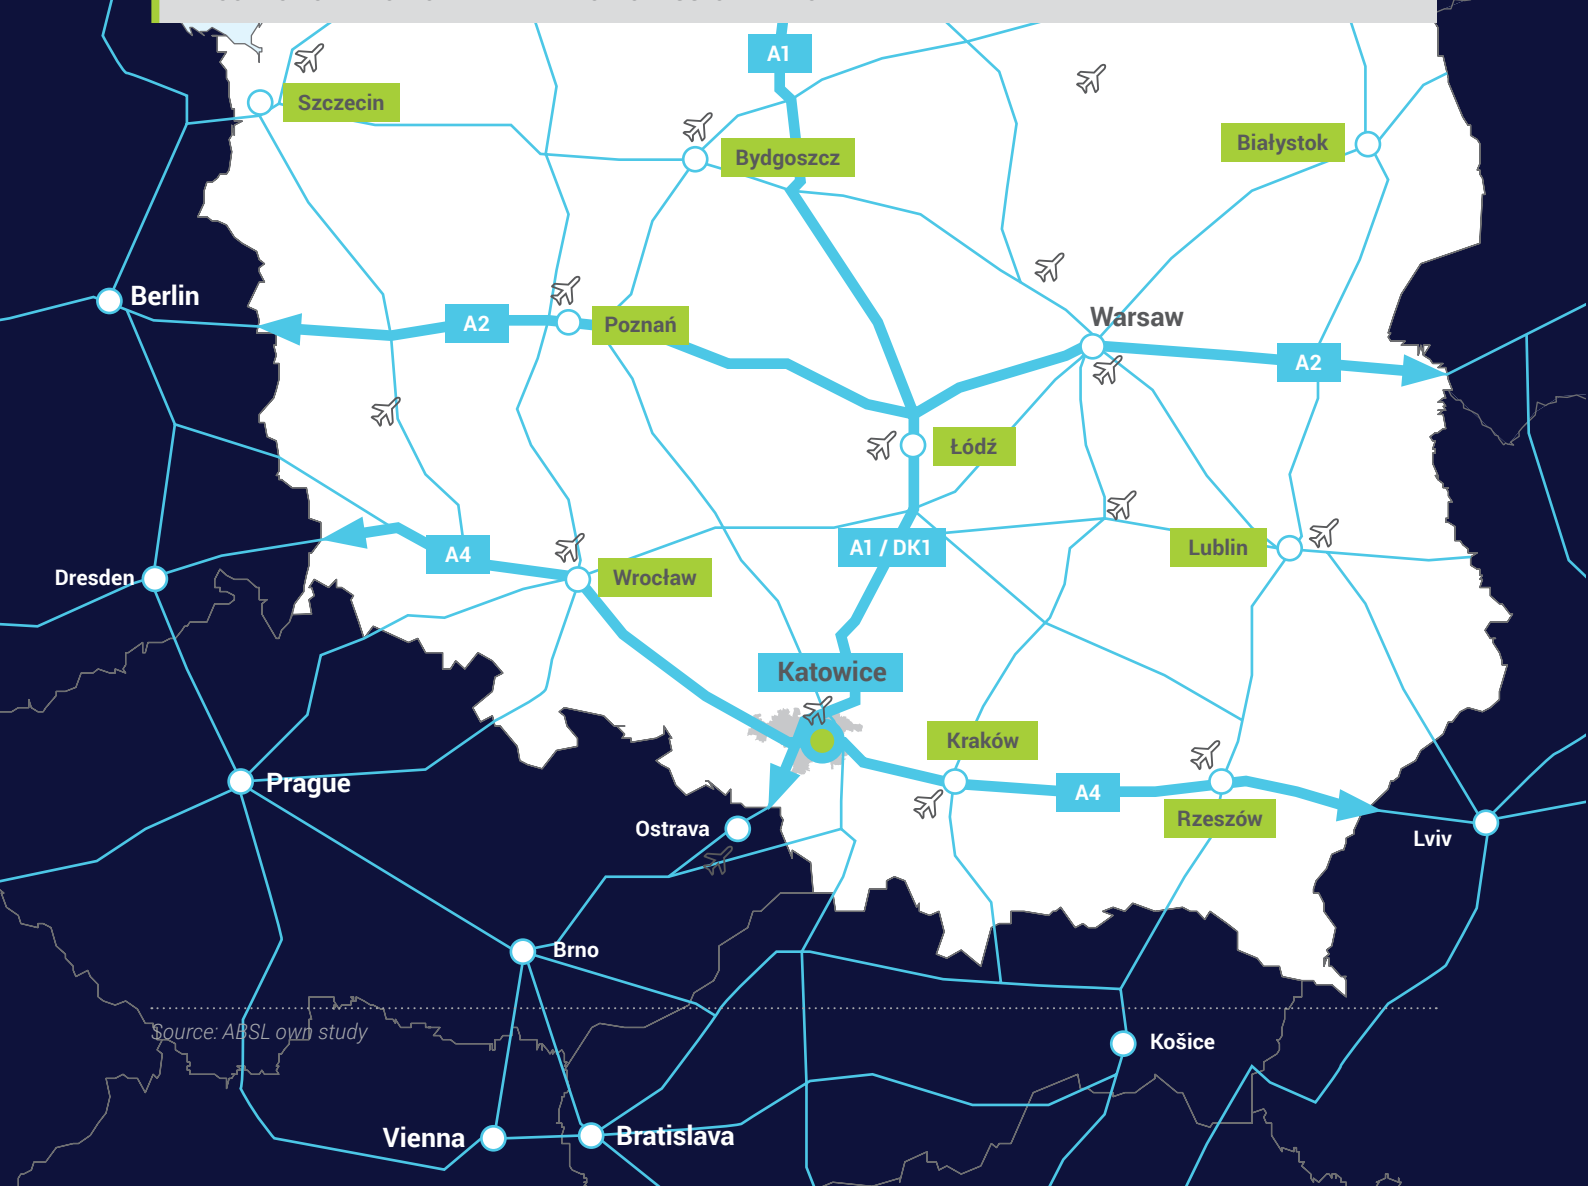 A1
Szczecin
Białystok
Bydgoszcz
Berlin
Warsaw
A2
Poznań
A2
Łódź
A4
A1 / DK1
Lublin
Dresden
Wrocław
Katowice
Kraków
Prague
A4
Rzeszów
Ostrava
Lviv
Brno
Source: ABSL own study
Košice
Vienna
Bratislava